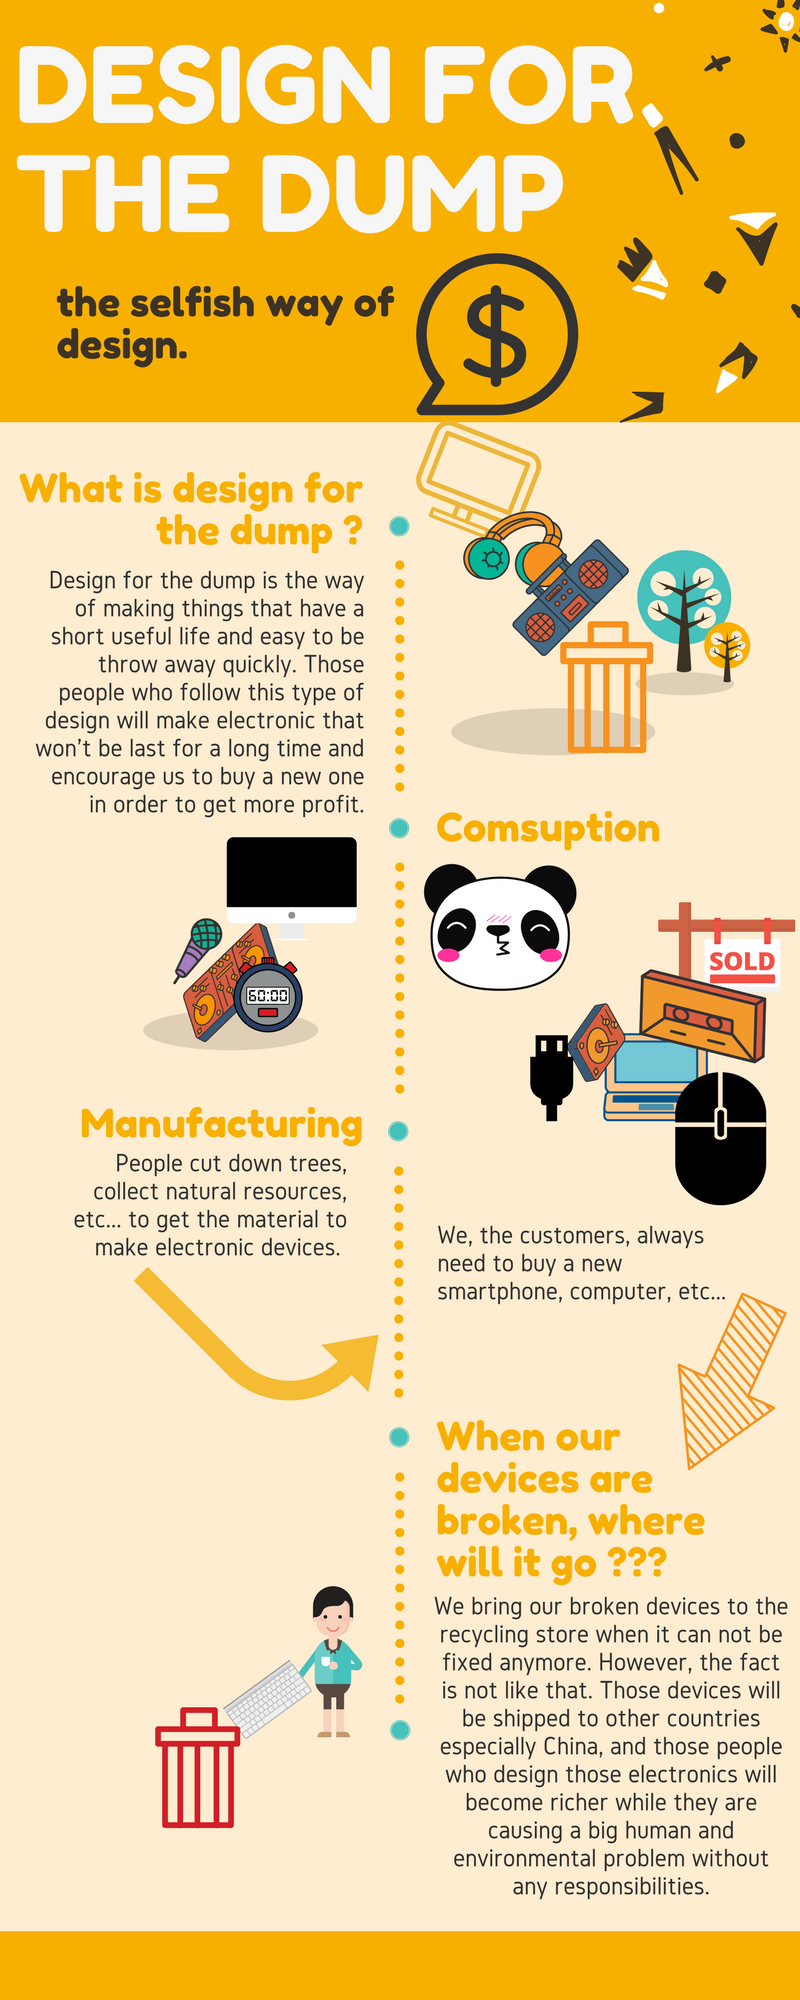 DESIGN FOR
THE DUMP
the selfish way of
design.
$
What is design for
the dump ?
Design for the dump is the way
of making things that have a
short useful life and easy to be
throw away quickly. Those
people who follow this type of
design will make electronic that
won't be last for a long time and
encourage us to buy a new one
in order to get more profit.
Comsuption
SOLD
60:00
Manufacturing
People cut down trees,
collect natural resources,
etc... to get the material to
make electronic devices.
We, the customers, always
need to buy a new
smartphone, computer, etc...
When our
devices are
broken, where
will it go ???
We bring our broken devices to the
recycling store when it can not be
fixed anymore. However, the fact
is not like that. Those devices will
be shipped to other countries
especially China, and those people
who design those electronics will
become richer while they are
causing a big human and
environmental problem without
any responsibilities.